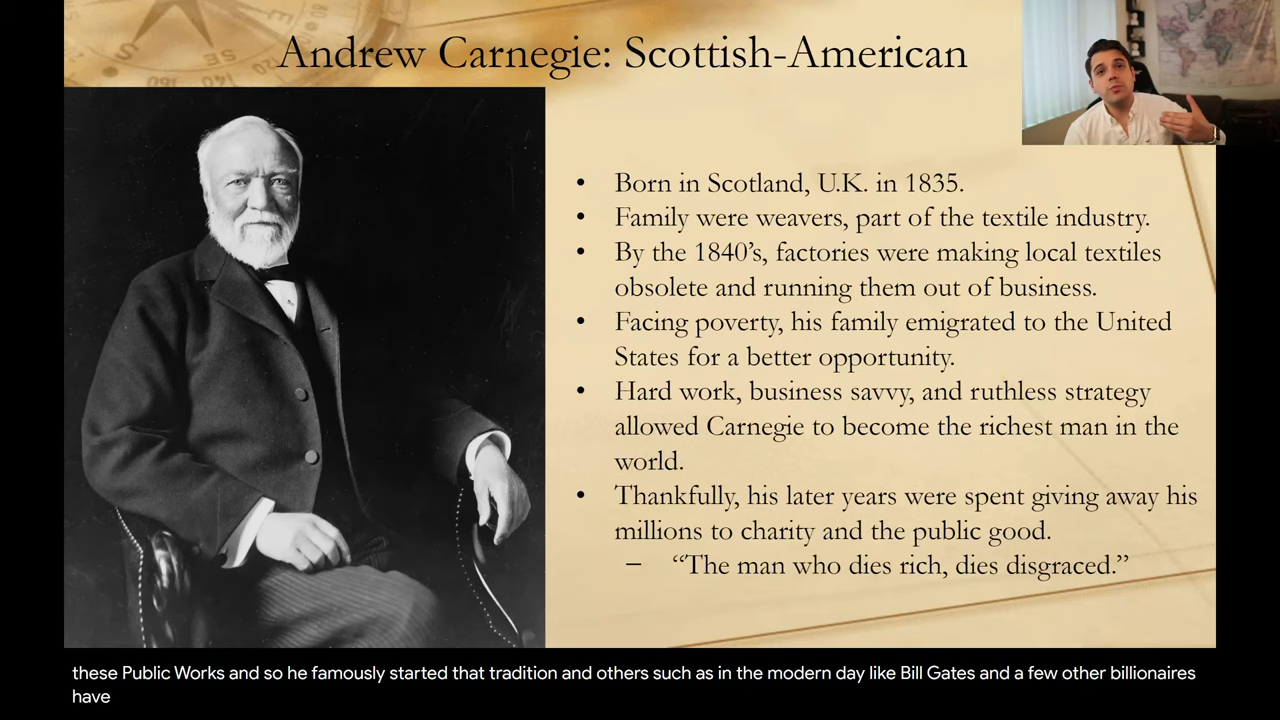 Andrew Carnegie: Scottish-American
• Born in Scotland, U.K. in 1835.
• Family were weavers, part of the textile industry.
• By the 1840’s, factories were making local textiles
obsolete and running them out of business.
• Facing poverty, his family emigrated to the United
States for a better opportunity.
• Hard work, business savvy, and ruthless strategy
allowed Carnegie to become the richest man in the
world.
• Thankfully, his later years were spent giving away his
millions to charity and the public good.
– “The man who dies rich, dies disgraced.”
these Public Works and so he famously started that tradition and others such as in the modern day like Bill Gates and a few other billionaires
have